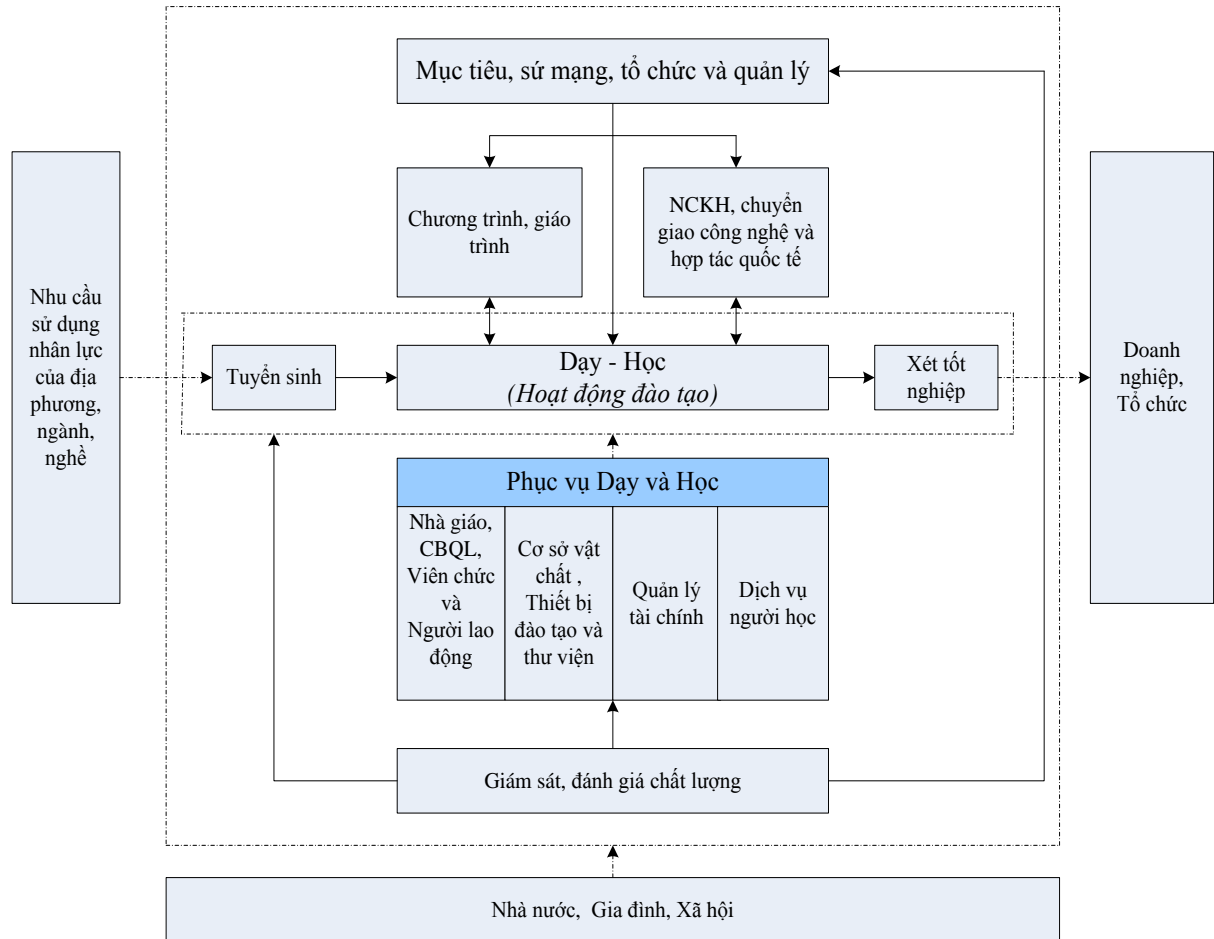 Mục tiêu, sứ mạng, tổ chức và quản lý
Chương trình, giáo
trình
NCKH, chuyển
giao công nghệ và
hợp tác quốc tế
Nhu cầu
sử dụng
nhân lực
của địa
phương,
ngành,
nghề
Tuyển sinh
Dạy - Học
(Hoạt động đào tạo)
Xét tốt
nghiệp
Doanh
nghiệp,
Tổ chức
Phục vụ Dạy và Học
Nhà giáo,
CBQL,
Viên chức
và
Người lao
động
Cơ sở vật
chất ,
Thiết bị
đào tạo và
thư viện
Quản lý
tài chính
Dịch vụ
người học
Giám sát, đánh giá chất lượng
Nhà nước, Gia đình, Xã hội